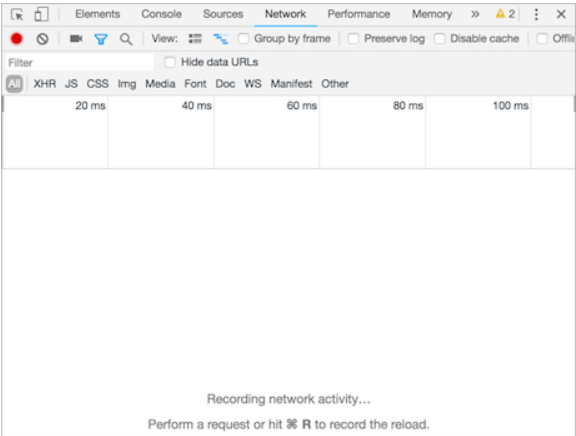 Elements Console Sources Network Performance Memory » 2
View: Group by frame Preserve log Disable cache Offli
Filter Hide data URLs
All XHR JS CSS Img Media Font Doc WS Manifest Other
20 ms 40 ms 60 ms 80 ms 100 ms
Recording network activity…
Perform a request or hit ⌘ R to record the reload.